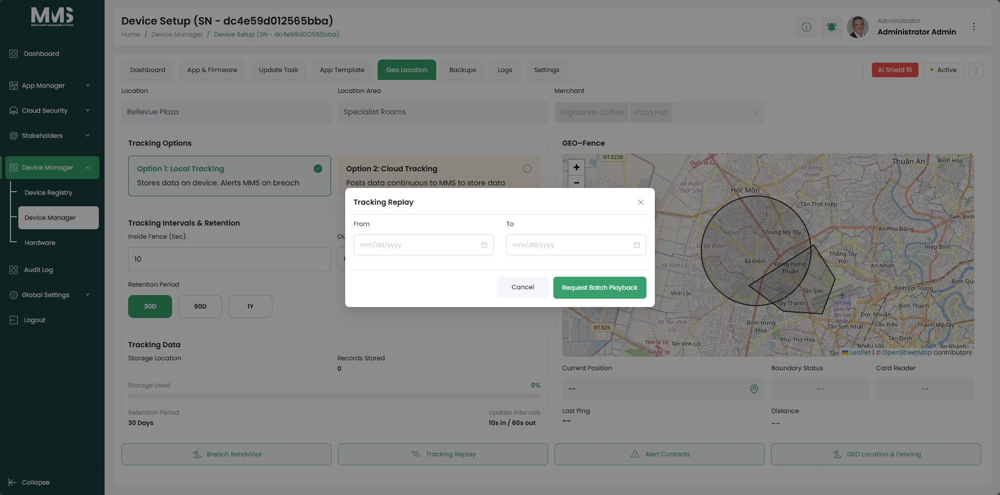 MMS
MERCHANT MANAGER SYSTEM
Dashboard
App Manager
Cloud Security
Stakeholders
Device Manager
Device Registry
Device Manager
Hardware
Audit Log
Global Settings
Logout
Collapse
Device Setup (SN - dc4e59d012565bba)
Home / Device Manager / Device Setup (SN - dc4e59d012565bba)
Administrator
Administrator Admin
Dashboard
App & Firmware
Update Task
App Template
Geo Location
Backups
Logs
Settings
Ai Shield 15
Active
Location
Bellevue Plaza
Location Area
Specialist Rooms
Merchant
Highlands Coffee
Pizza Hut
Tracking Options
Option 1: Local Tracking
Stores data on device. Alerts MMS on breach
Option 2: Cloud Tracking
Posts data continuous to MMS to store data
Tracking Intervals & Retention
Inside Fence (Sec)
10
Retention Period
30D
90D
1Y
Tracking Replay
From
mm/dd/yyyy
To
mm/dd/yyyy
Cancel
Request Batch Playback
Tracking Data
Storage Location
Records Stored
0
Storage Used
0%
Retention Period
30 Days
Update Intervals
10s in / 60s out
GEO-Fence
+
−
ĐT.823B
Quốc lộ 22
Xã Đông
Thạnh
Thuận An
Bình Hòa
Xã Xuân
Thới Sơn
Hóc Môn
Tân Thới Hiệp
Tam Bình
Trung Mỹ Tây
An Phú Đông
Xã Bà Điểm
Hiệp Bình
Bà Điểm
Thông Tây
Hội
Sông Sài
Gòn
Xã Vĩnh Lộc
Đông Hưng
Thuận
An Nhơn
Vĩnh Lộc
Tân Sơn
Bình Lợi Trung
Tây Thạnh
Sân bay
quốc tế
Tân Sơn
Nhất
Bình Thạnh
Đức Nhuận
Xã Tân Vĩnh
Lộc
ĐT.825
Bình Hưng
Hòa
Tân Sơn Nhất
Cầu Kiệu
Thạnh Mỹ Tây
Phú Thọ Hòa
Tân Định
Tỉnh lộ 10
Tỉnh lộ 10
Tân Vĩnh Lộc
Nhiêu Lộc
An Khánh
Tân
Leaflet | © OpenStreetMap contributors
Current Position
--
Boundary Status
--
Card Reader
--
Last Ping
--
Distance
--
Breach Behaviour
Tracking Replay
Alert Contacts
GEO Location & Fencing